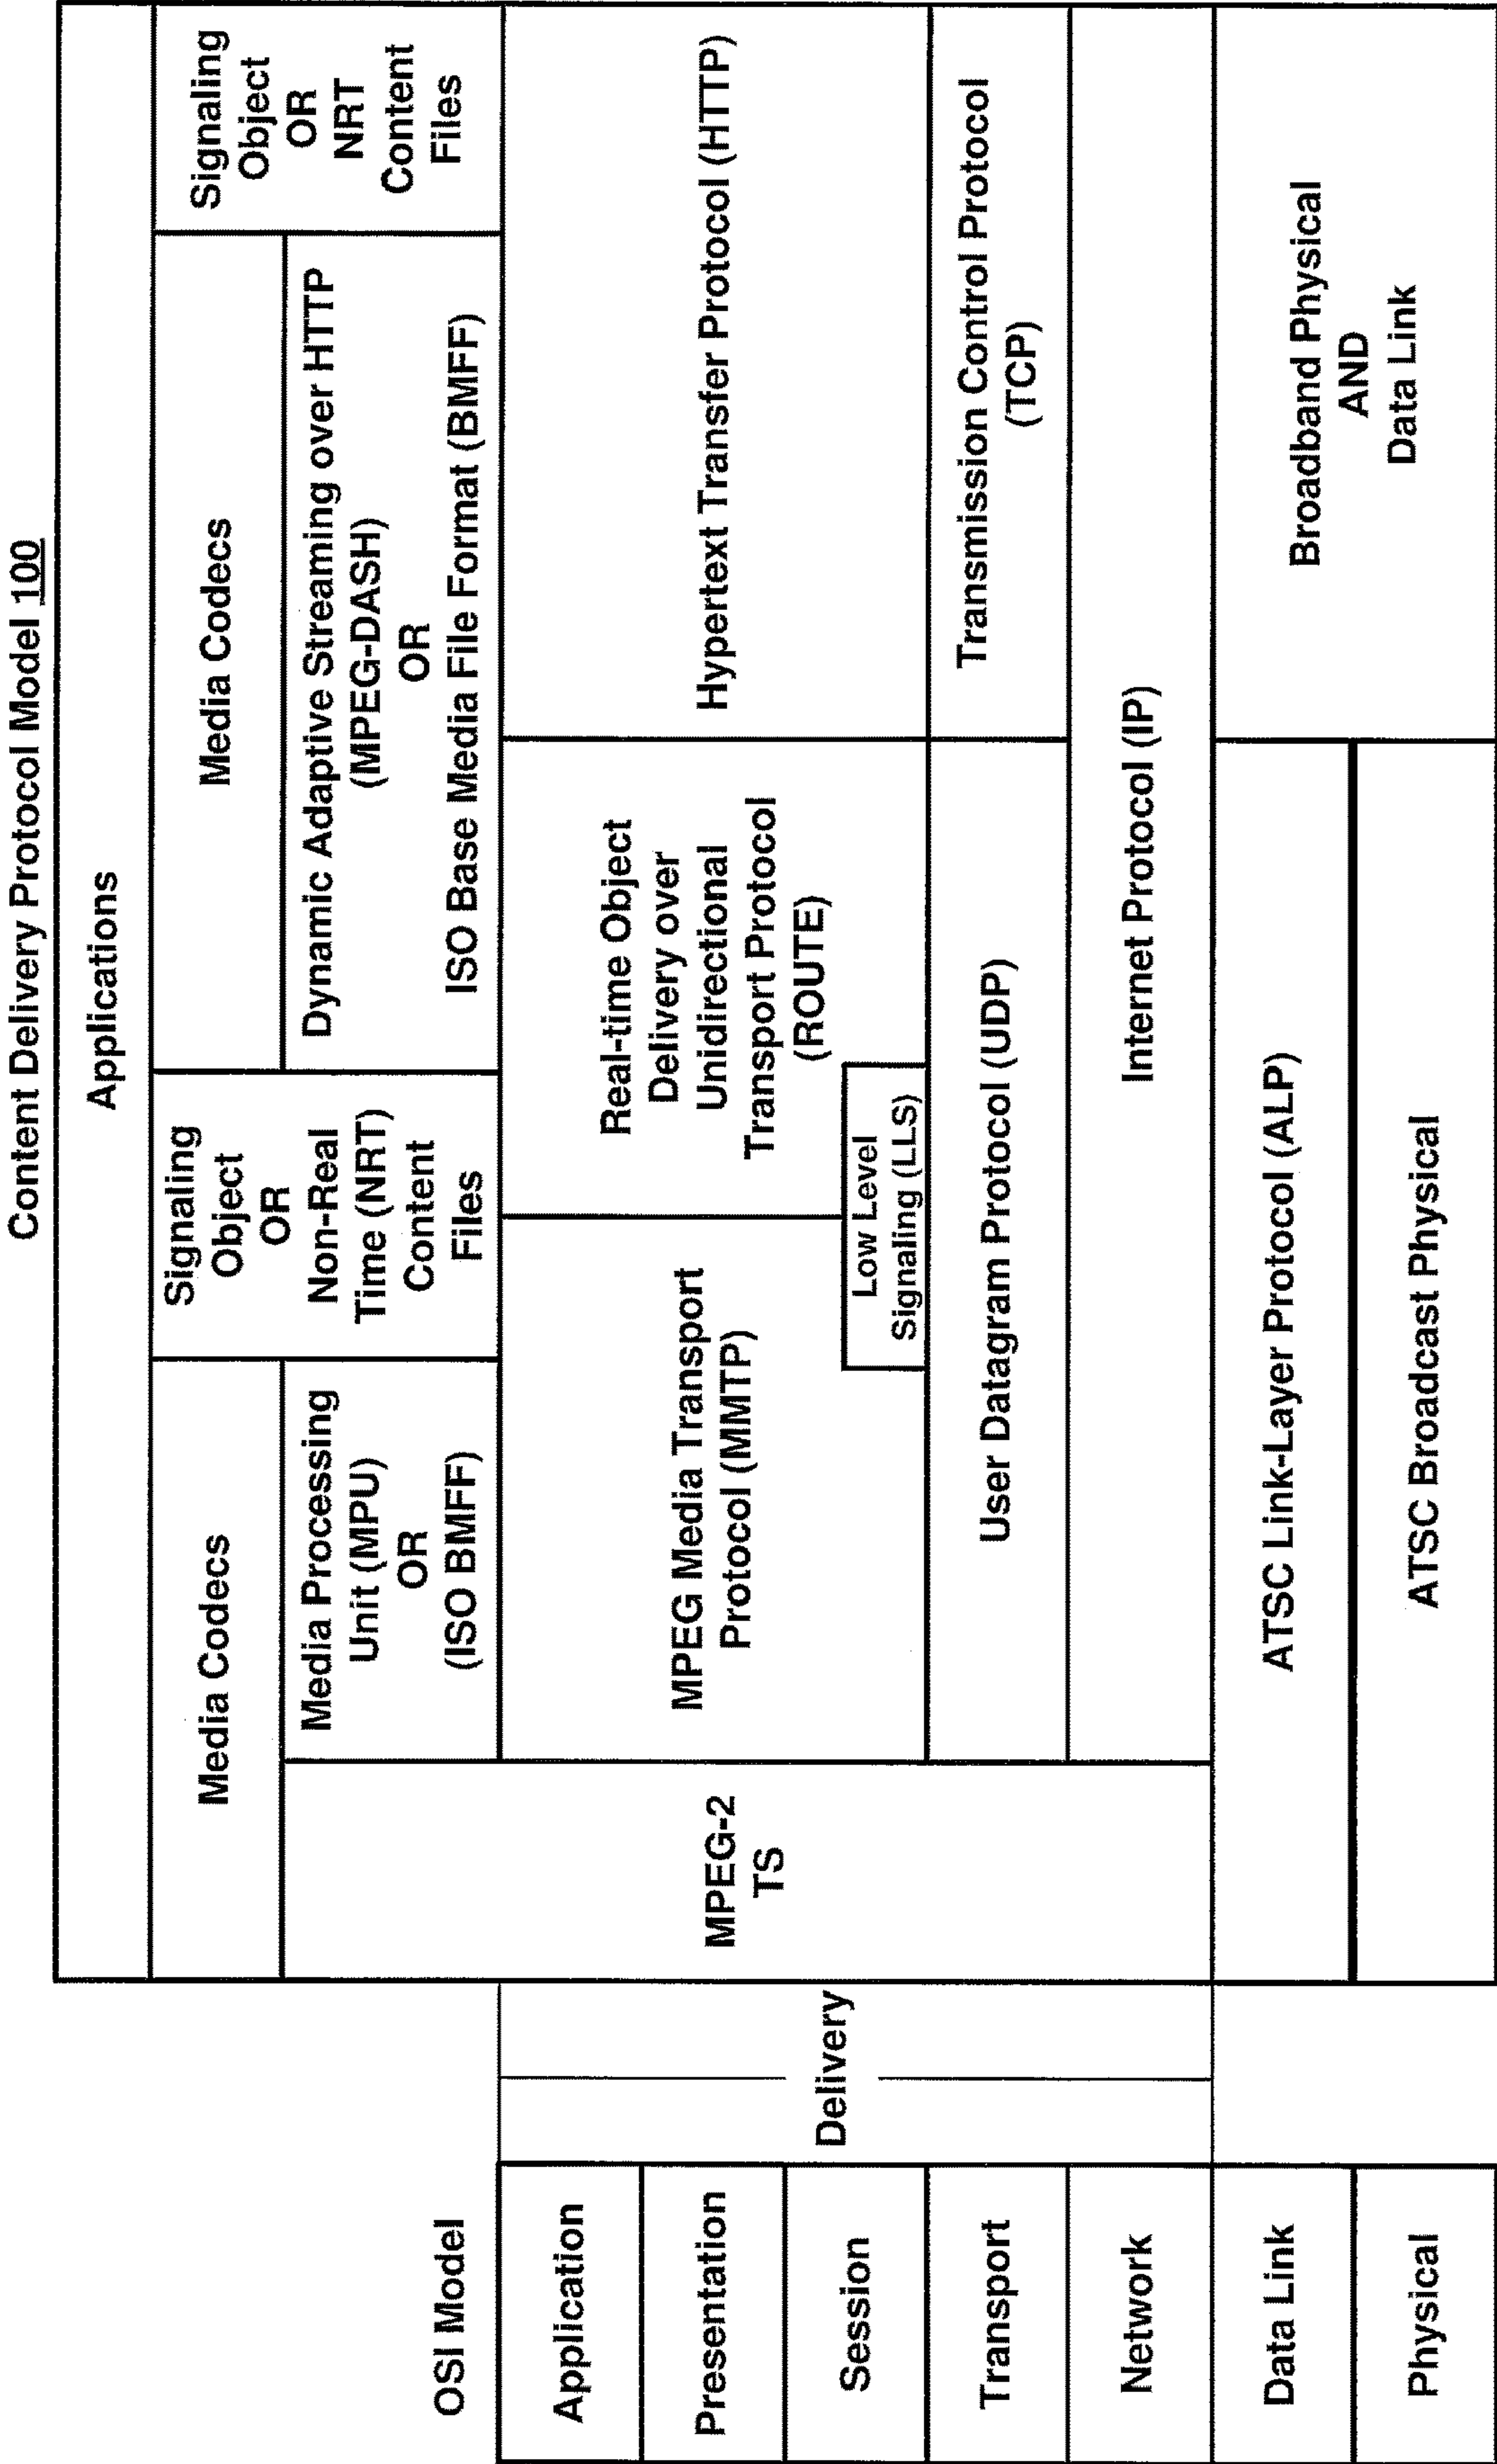 Content Delivery Protocol Model 100
OSI Model
Application
Presentation
Session
Transport
Network
Data Link
Physical
Delivery
Applications
Media Codecs
MPEG-2
TS
Media Processing
Unit (MPU)
OR
(ISO BMFF)
Signaling
Object
OR
Non-Real
Time (NRT)
Content
Files
Media Codecs
Dynamic Adaptive Streaming over HTTP
(MPEG-DASH)
OR
ISO Base Media File Format (BMFF)
Signaling
Object
OR
NRT
Content
Files
MPEG Media Transport
Protocol (MMTP)
Low Level
Signaling (LLS)
Real-time Object
Delivery over
Unidirectional
Transport Protocol
(ROUTE)
Hypertext Transfer Protocol (HTTP)
User Datagram Protocol (UDP)
Transmission Control Protocol
(TCP)
Internet Protocol (IP)
ATSC Link-Layer Protocol (ALP)
ATSC Broadcast Physical
Broadband Physical
AND
Data Link